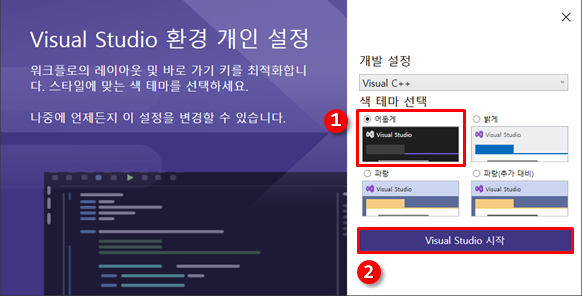 Visual Studio 환경 개인 설정
워크플로의 레이아웃 및 바로 가기 키를 최적화합니
다. 스타일에 맞는 색 테마를 선택하세요.
나중에 언제든지 이 설정을 변경할 수 있습니다.
개발 설정
Visual C++
색 테마 선택
1
어둡게
밝게
Visual Studio
Visual Studio
파랑
파랑(추가 대비)
Visual Studio
Visual Studio
Visual Studio 시작
2